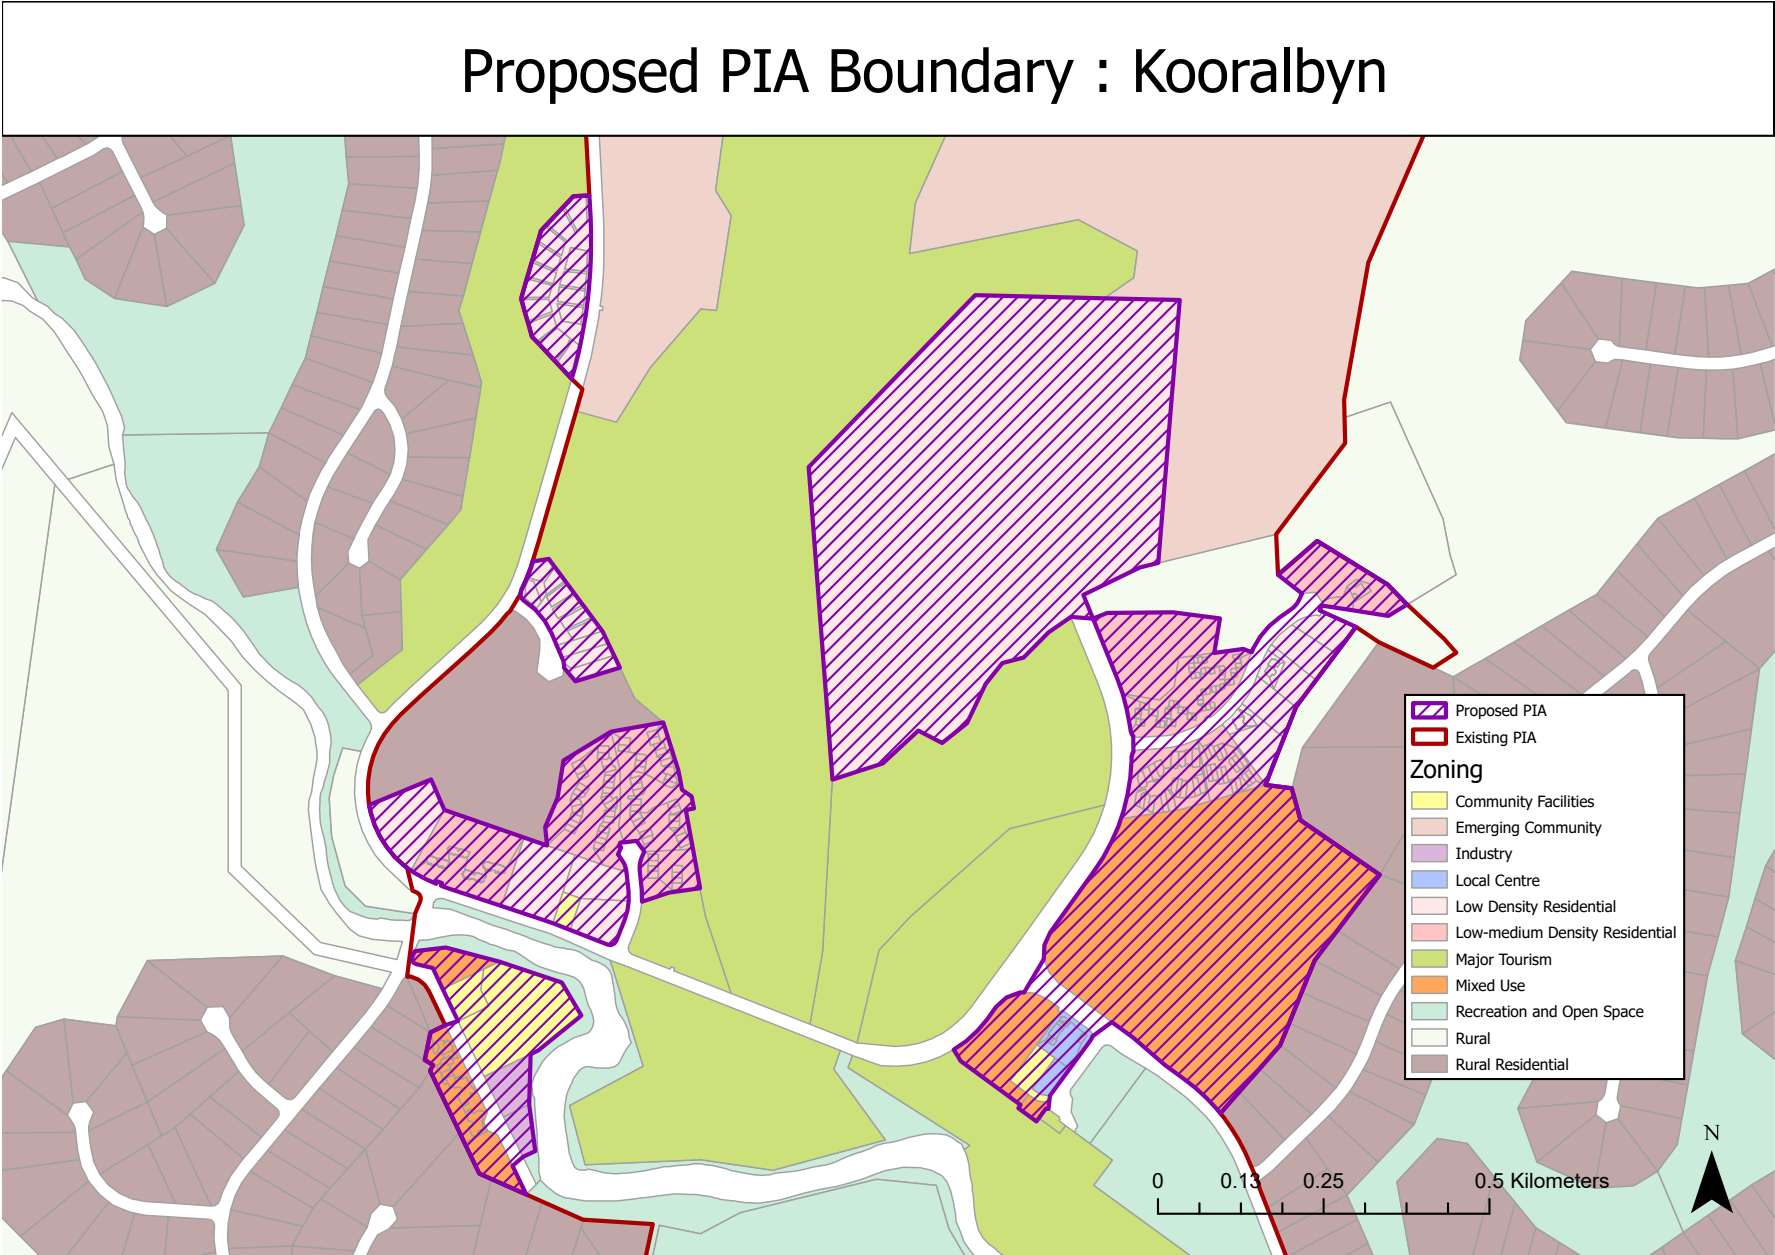 Proposed PIA Boundary : Kooralbyn
Proposed PIA
Existing PIA
Zoning
Community Facilities
Emerging Community
Industry
Local Centre
Low Density Residential
Low-medium Density Residential
Major Tourism
Mixed Use
Recreation and Open Space
Rural
Rural Residential
N
0 0.13 0.25 0.5 Kilometers